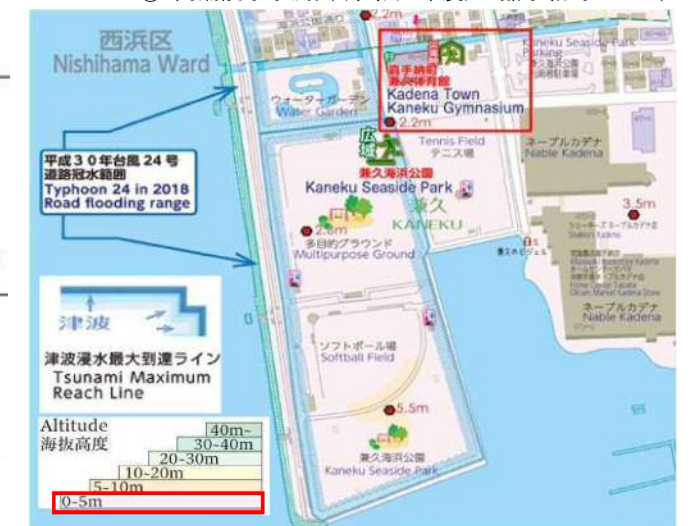 2.2m
西浜区
Nishihama Ward
ウォーターガーデン
Water Garden
嘉手納町
兼久体育館
Kadena Town
Kaneku Gymnasium
2.2m
Kaneku Seaside Park
Parking
広域
Tennis Field
テニス場
ネーブルカデナ
Nable Kadena
平成30年台風24号
道路冠水範囲
Typhoon 24 in 2018
Road flooding range
兼久海浜公園
Kaneku Seaside Park
兼久
KANEKU
3.5m
多目的グラウンド
Multipurpose Ground
ネーブルカデナ
Nable Kadena
津波
津波浸水最大到達ライン
Tsunami Maximum
Reach Line
ソフトボール場
Softball Field
5.5m
兼久海浜公園
Kaneku Seaside Park
Altitude
海抜高度
40m~
30-40m
20-30m
10-20m
5-10m
0-5m